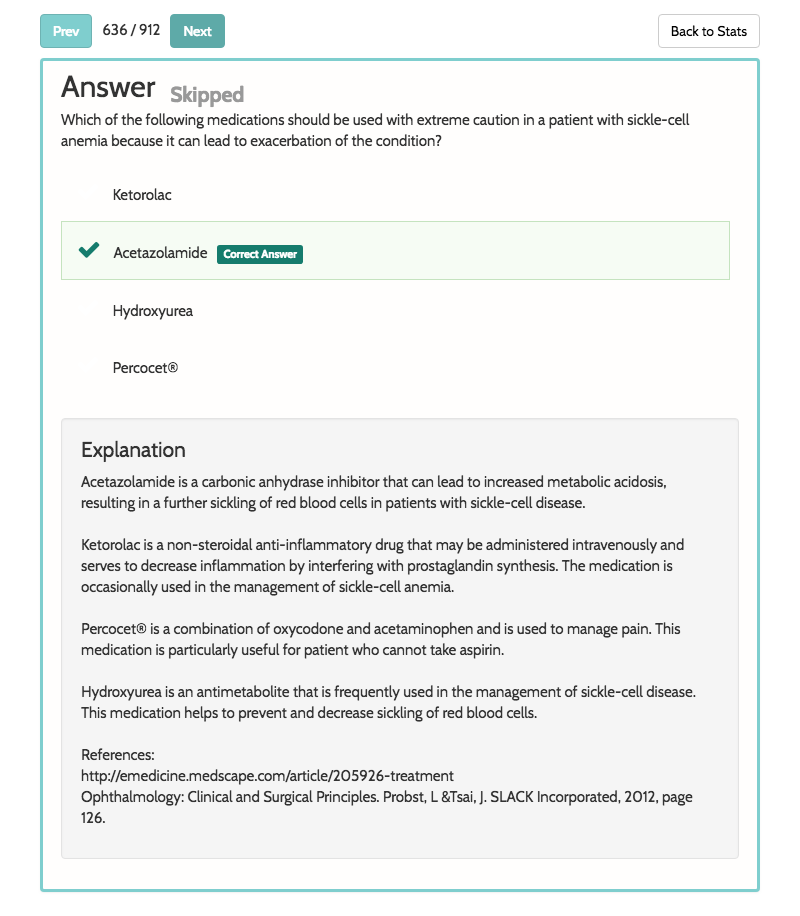 Prev 636 / 912 Next Back to Stats
Answer Skipped
Which of the following medications should be used with extreme caution in a patient with sickle-cell
anemia because it can lead to exacerbation of the condition?
Ketorolac
Acetazolamide Correct Answer
Hydroxyurea
Percocet®
Explanation
Acetazolamide is a carbonic anhydrase inhibitor that can lead to increased metabolic acidosis,
resulting in a further sickling of red blood cells in patients with sickle-cell disease.
Ketorolac is a non-steroidal anti-inflammatory drug that may be administered intravenously and
serves to decrease inflammation by interfering with prostaglandin synthesis. The medication is
occasionally used in the management of sickle-cell anemia.
Percocet® is a combination of oxycodone and acetaminophen and is used to manage pain. This
medication is particularly useful for patient who cannot take aspirin.
Hydroxyurea is an antimetabolite that is frequently used in the management of sickle-cell disease.
This medication helps to prevent and decrease sickling of red blood cells.
References:
http://emedicine.medscape.com/article/205926-treatment
Ophthalmology: Clinical and Surgical Principles. Probst, L &Tsai, J. SLACK Incorporated, 2012, page
126.